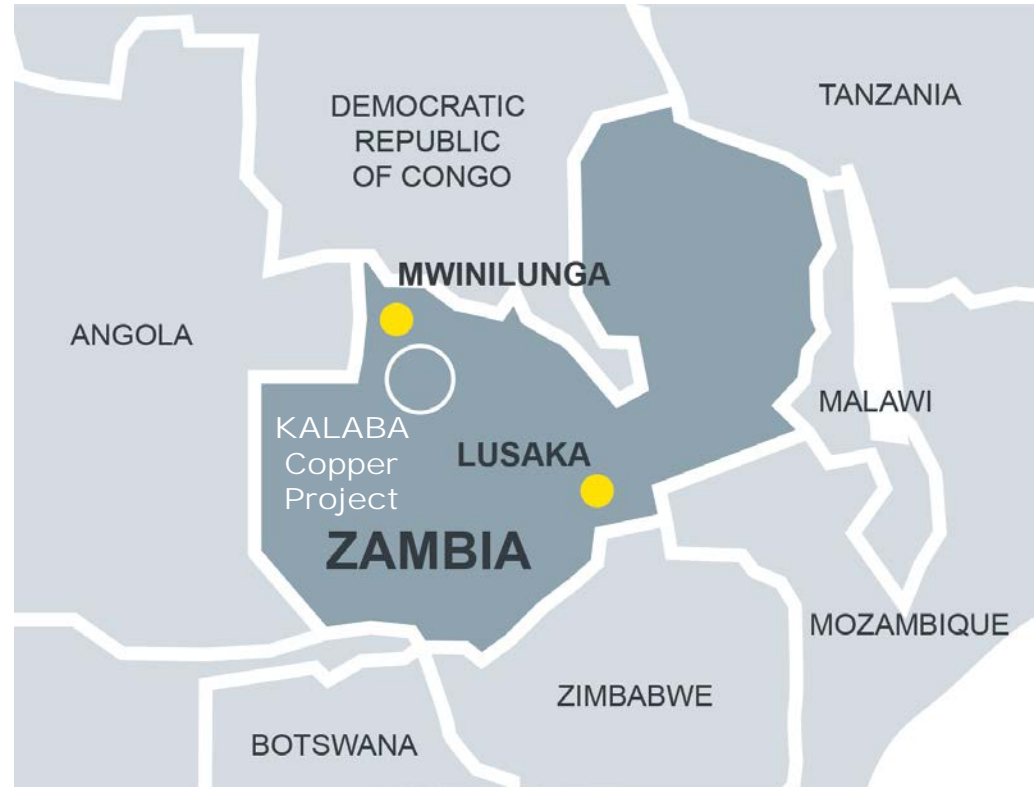 DEMOCRATIC
REPUBLIC
OF CONGO
TANZANIA
MWINILUNGA
ANGOLA
MALAWI
KALABA
Copper
Project
LUSAKA
ZAMBIA
MOZAMBIQUE
ZIMBABWE
BOTSWANA